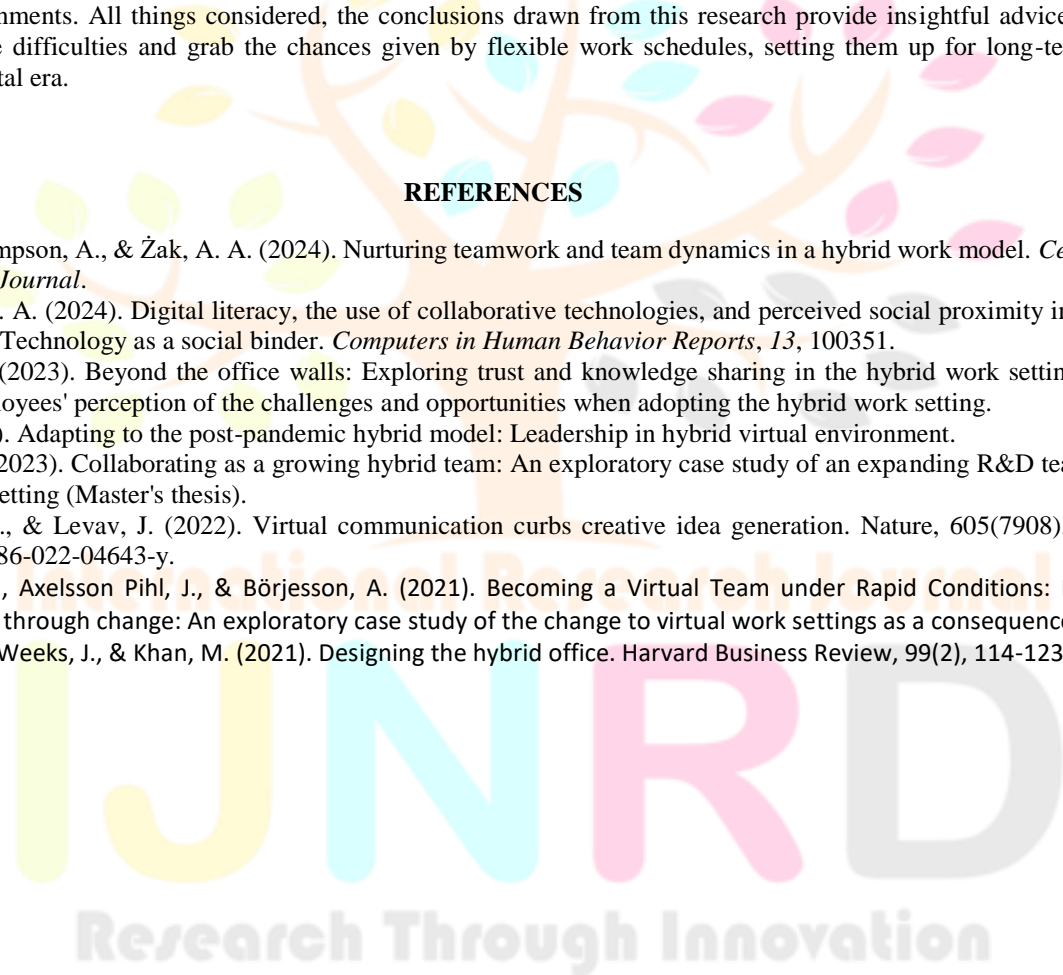 nments. All things considered, the conclusions drawn from this research provide insightful advice
e difficulties and grab the chances given by flexible work schedules, setting them up for long-te
tal era.
REFERENCES
mpson, A., & Żak, A. A. (2024). Nurturing teamwork and team dynamics in a hybrid work model. Ce
Journal.
. A. (2024). Digital literacy, the use of collaborative technologies, and perceived social proximity in
Technology as a social binder. Computers in Human Behavior Reports, 13, 100351.
(2023). Beyond the office walls: Exploring trust and knowledge sharing in the hybrid work settin
oyees' perception of the challenges and opportunities when adopting the hybrid work setting.
). Adapting to the post-pandemic hybrid model: Leadership in hybrid virtual environment.
2023). Collaborating as a growing hybrid team: An exploratory case study of an expanding R&D tea
etting (Master's thesis).
., & Levav, J. (2022). Virtual communication curbs creative idea generation. Nature, 605(7908)
86-022-04643-y.
International Research Journal
, Axelsson Pihl, J., & Börjesson, A. (2021). Becoming a Virtual Team under Rapid Conditions:
through change: An exploratory case study of the change to virtual work settings as a consequence
Weeks, J., & Khan, M. (2021). Designing the hybrid office. Harvard Business Review, 99(2), 114-123
IJNRD
Research Through Innovation